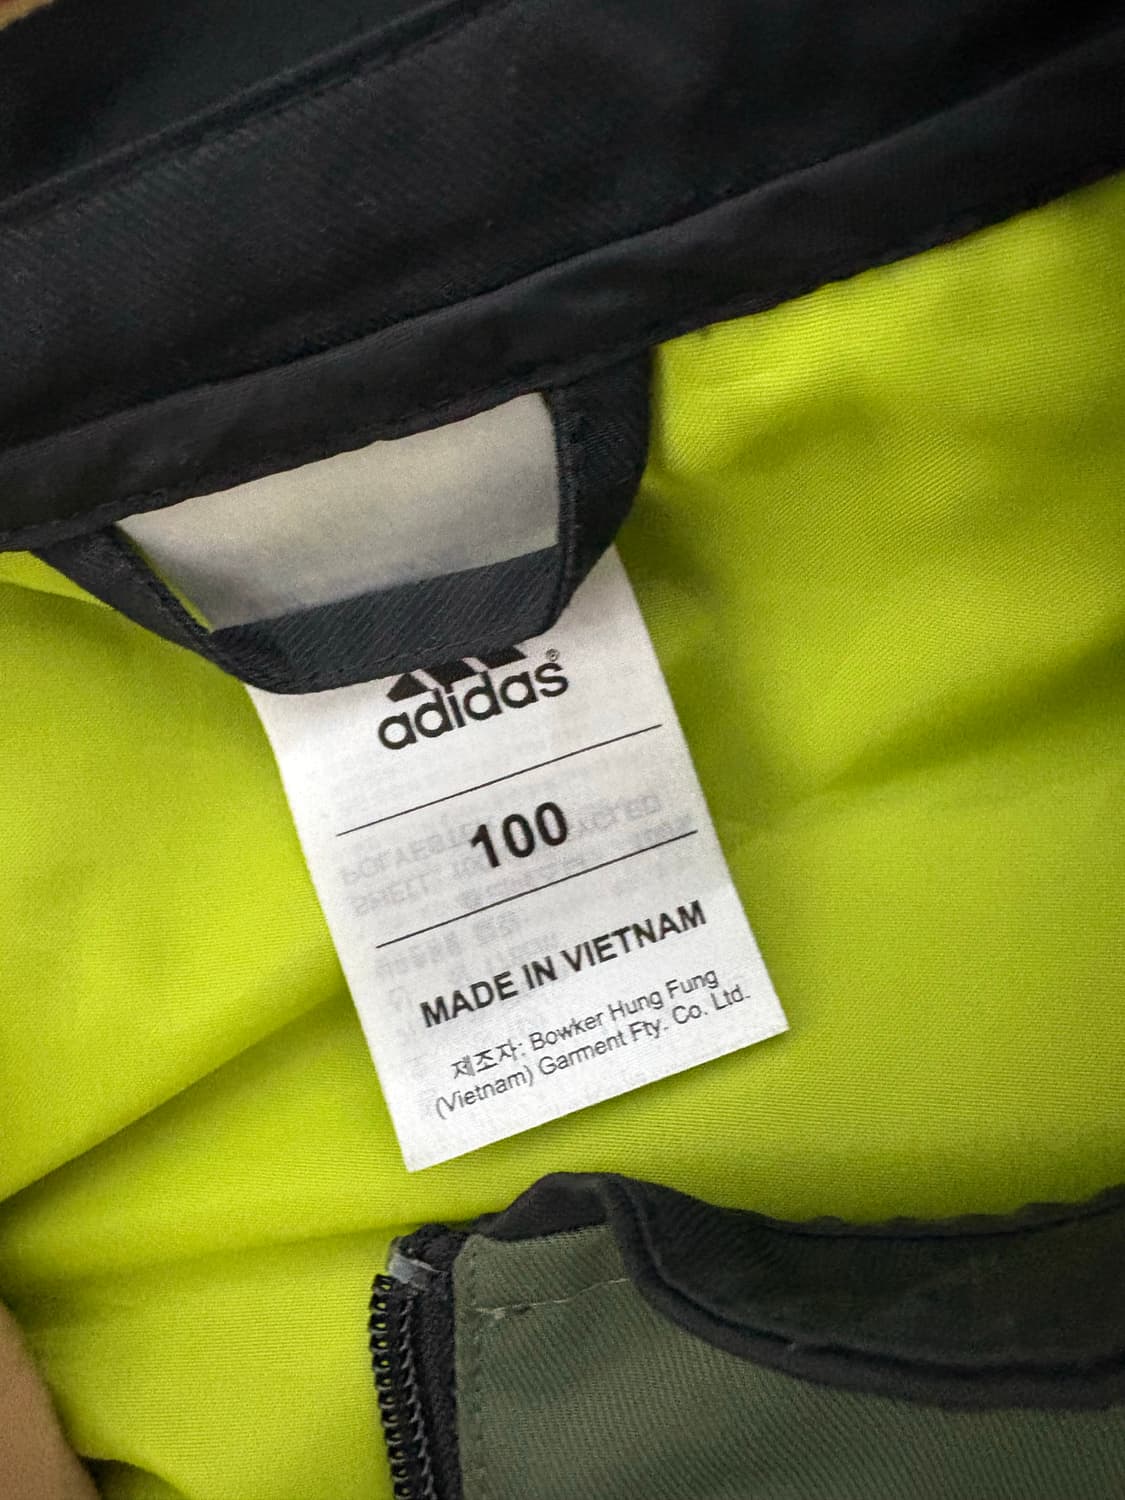 adidas®
100
MADE IN VIETNAM
제조자: Bowker Hung Fung
(Vietnam) Garment Fty. Co. Ltd.